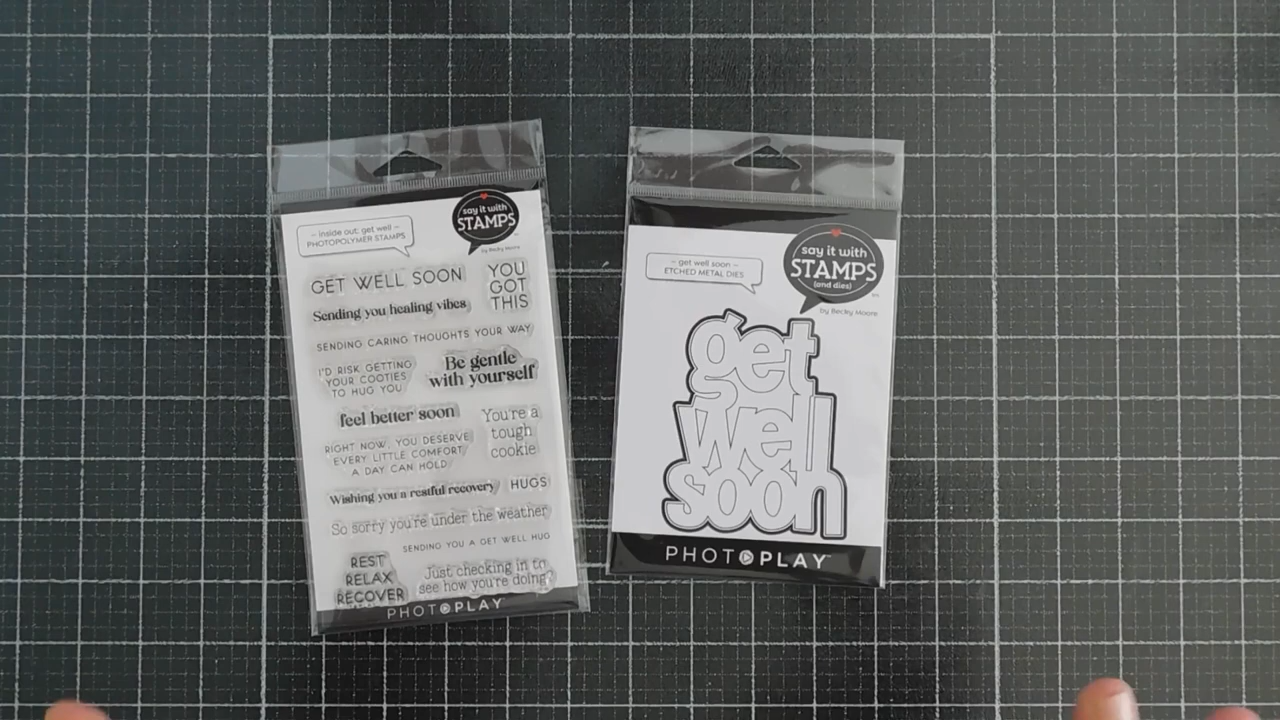 say it with
STAMPS
by Becky Moore
~ inside out: get well ~
PHOTOPOLYMER STAMPS
GET WELL SOON
YOU
GOT
THIS
Sending you healing vibes
SENDING CARING THOUGHTS YOUR WAY
I'D RISK GETTING
YOUR COOTIES
TO HUG YOU
Be gentle
with yourself
feel better soon
You're a
tough
cookie
RIGHT NOW, YOU DESERVE
EVERY LITTLE COMFORT
A DAY CAN HOLD
Wishing you a restful recovery
HUGS
So sorry you're under the weather
SENDING YOU A GET WELL HUG
REST
RELAX
RECOVER
Just checking in to
see how you're doing
PHOTOPLAY
say it with
STAMPS
(and dies)
TM
by Becky Moore
~ get well soon ~
ETCHED METAL DIES
get
well
soon
PHOTOPLAY™